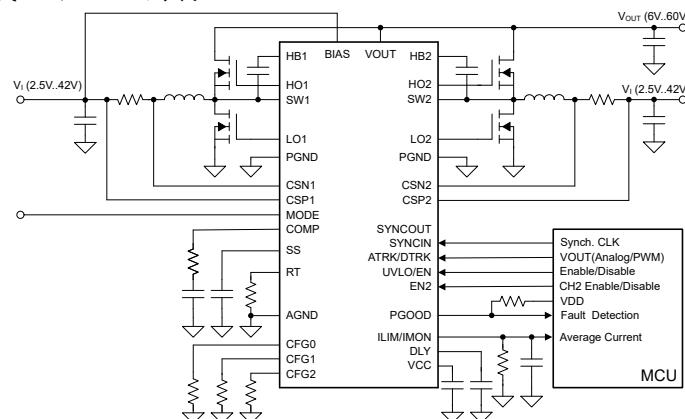 VOUT (6V..60V)
BIAS VOUT
HB1 HB2
HO1 HO2
VI (2.5V..42V) SW1 SW2 VI (2.5V..42V)
LO1 LO2
PGND PGND
CSN1 CSN2
CSP1 CSP2
MODE
COMP SYNCOUT
SYNCIN Synch. CLK
SS ATRK/DTRK VOUT(Analog/PWM)
RT UVLO/EN Enable/Disable
EN2 CH2 Enable/Disable
VDD
AGND PGOOD Fault Detection
CFG0 ILIM/IMON Average Current
CFG1 DLY
CFG2 VCC
MCU